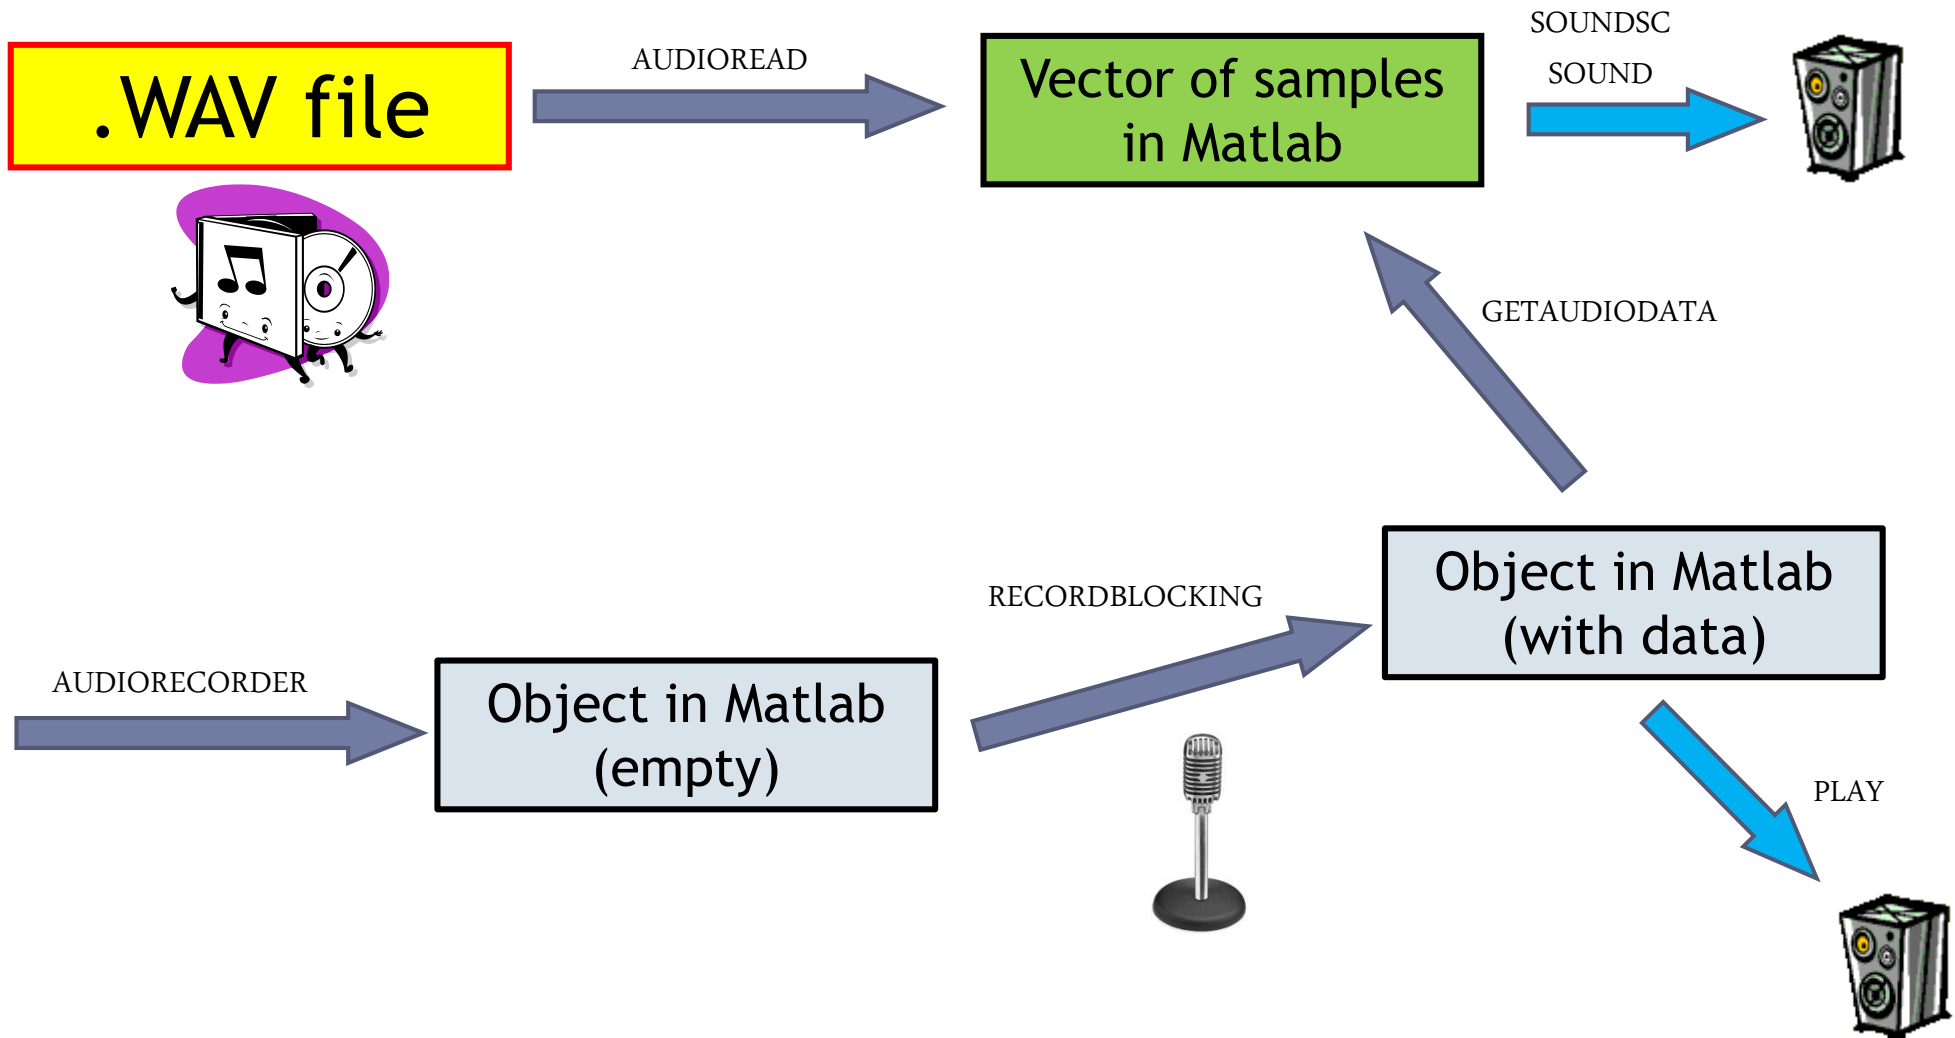 .WAV file
AUDIOREAD
Vector of samples
in Matlab
SOUNDSC
SOUND
GETAUDIODATA
AUDIORECORDER
Object in Matlab
(empty)
RECORDBLOCKING
Object in Matlab
(with data)
PLAY